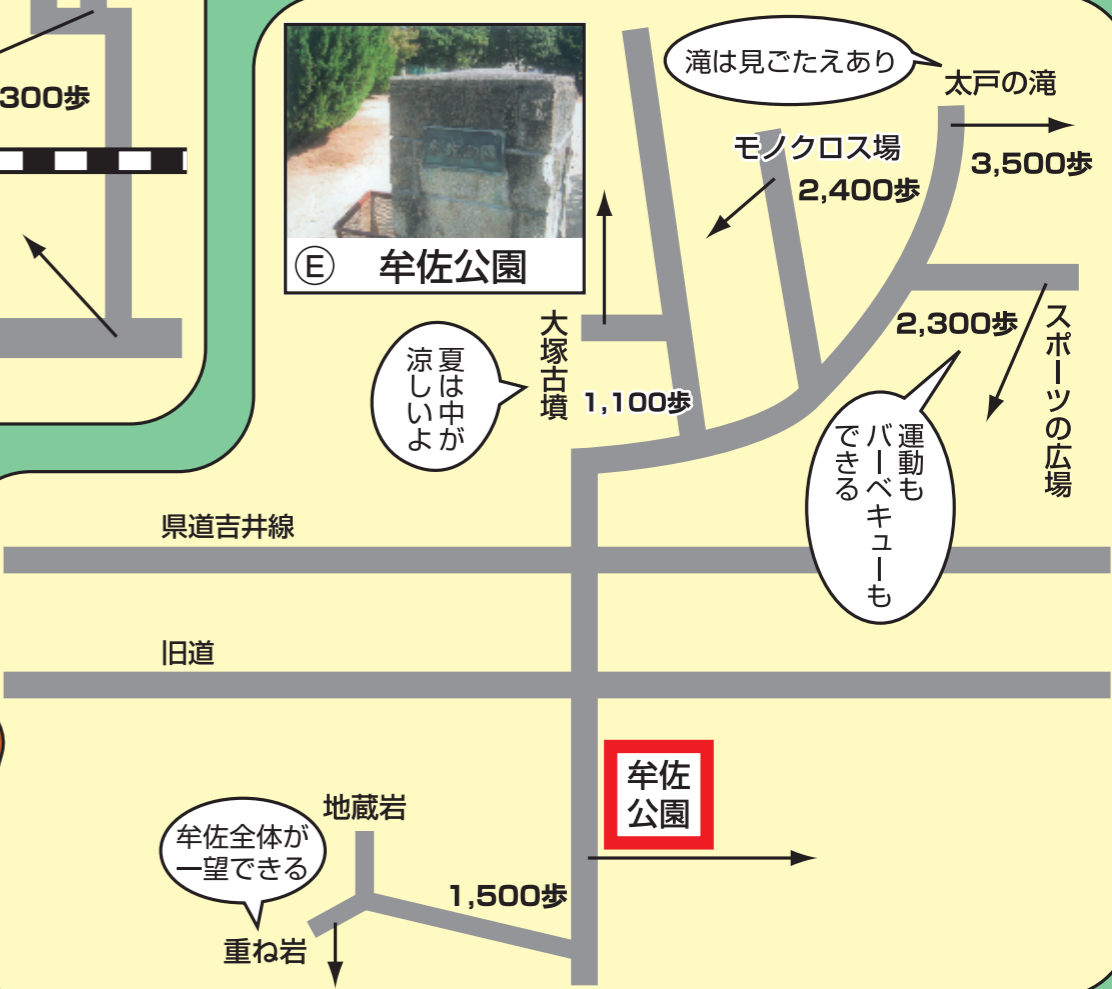 300歩
滝は見ごたえあり
太戸の滝
3,500歩
モノクロス場
2,400歩
Ⓔ 牟佐公園
大塚古墳
1,100歩
夏は中が
涼しいよ
2,300歩
スポーツの広場
運動も
バーベキューも
できる
県道吉井線
旧道
牟佐
公園
地蔵岩
牟佐全体が
一望できる
1,500歩
重ね岩